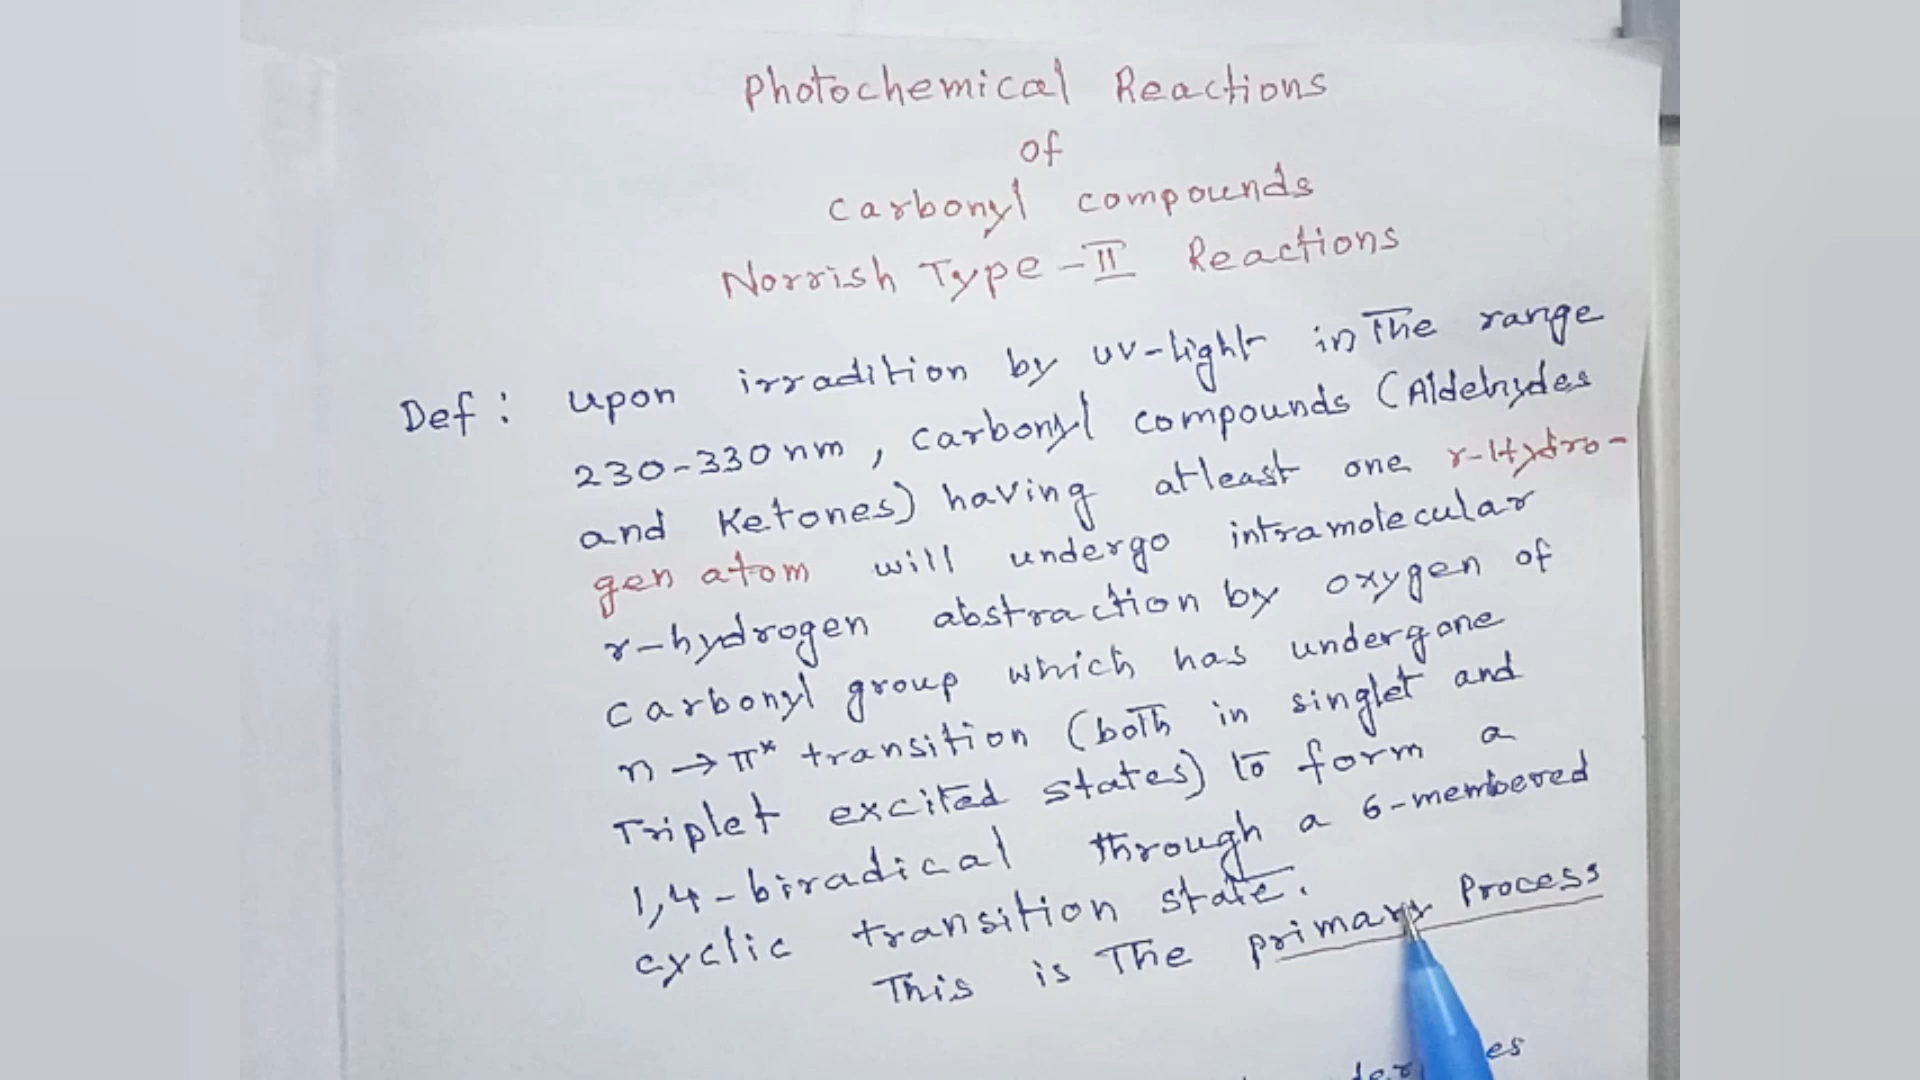 Photochemical Reactions
of
Carbonyl compounds
Norrish Type-II Reactions
Def: Upon irradition by UV-light in The range
230-330nm, carbonyl compounds (Aldehydes
and Ketones) having atleast one r-Hydro-
gen atom will undergo intramolecular
r-hydrogen abstraction by oxygen of
carbonyl group which has undergone
n→π* transition (both in singlet and
Triplet excited states) to form a
1,4-biradical Through a 6-membered
cyclic transition state.
This is The primary Process